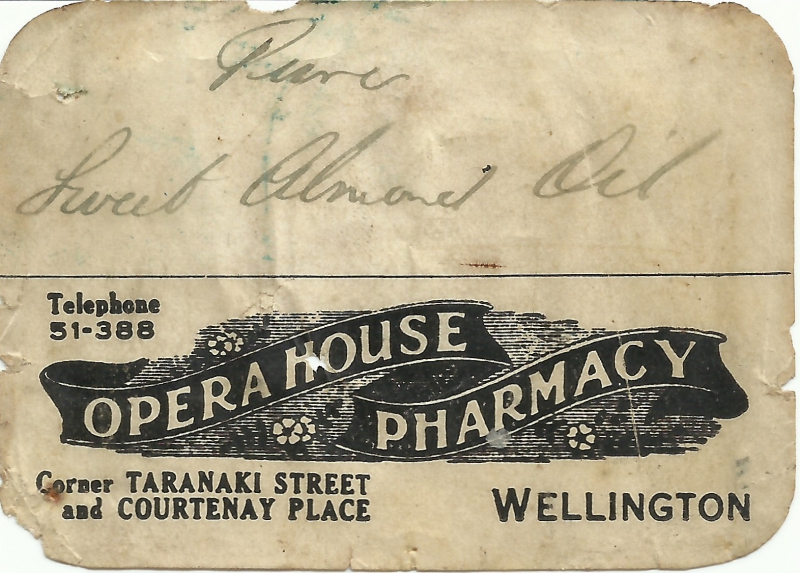 Pure
Sweet Almond Oil
Telephone
51-388
OPERA HOUSE
PHARMACY
Corner TARANAKI STREET
and COURTENAY PLACE
WELLINGTON